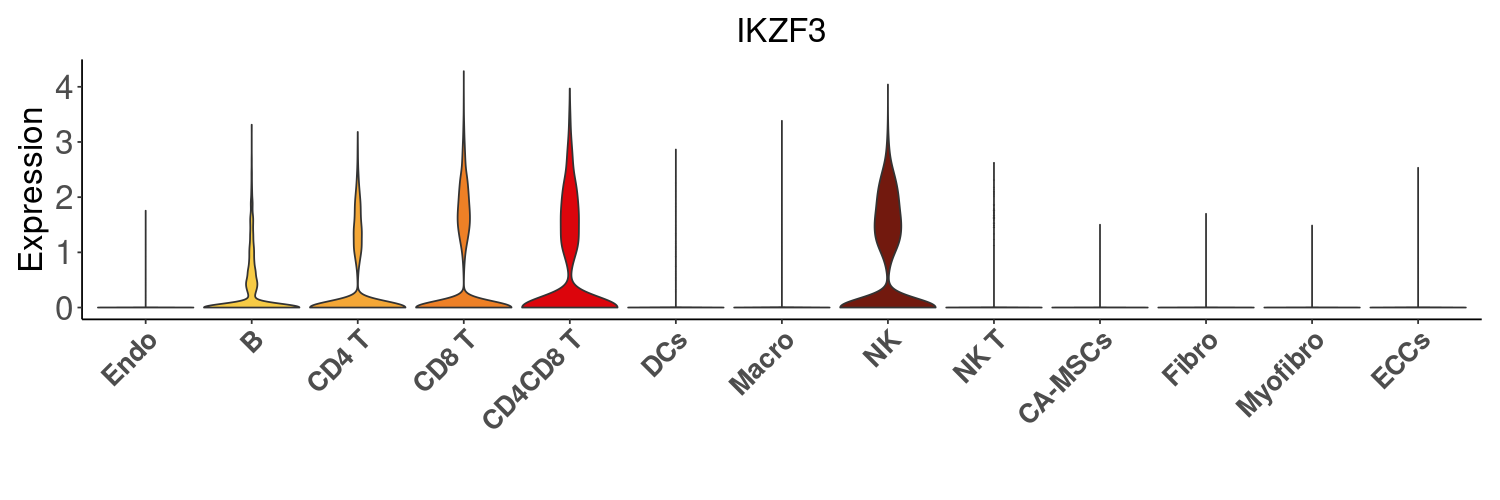 IKZF3
Expression
4
3
2
1
0
Endo
B
CD4 T
CD8 T
CD4CD8 T
DCs
Macro
NK
NK T
CA-MSCs
Fibro
Myofibro
ECCs